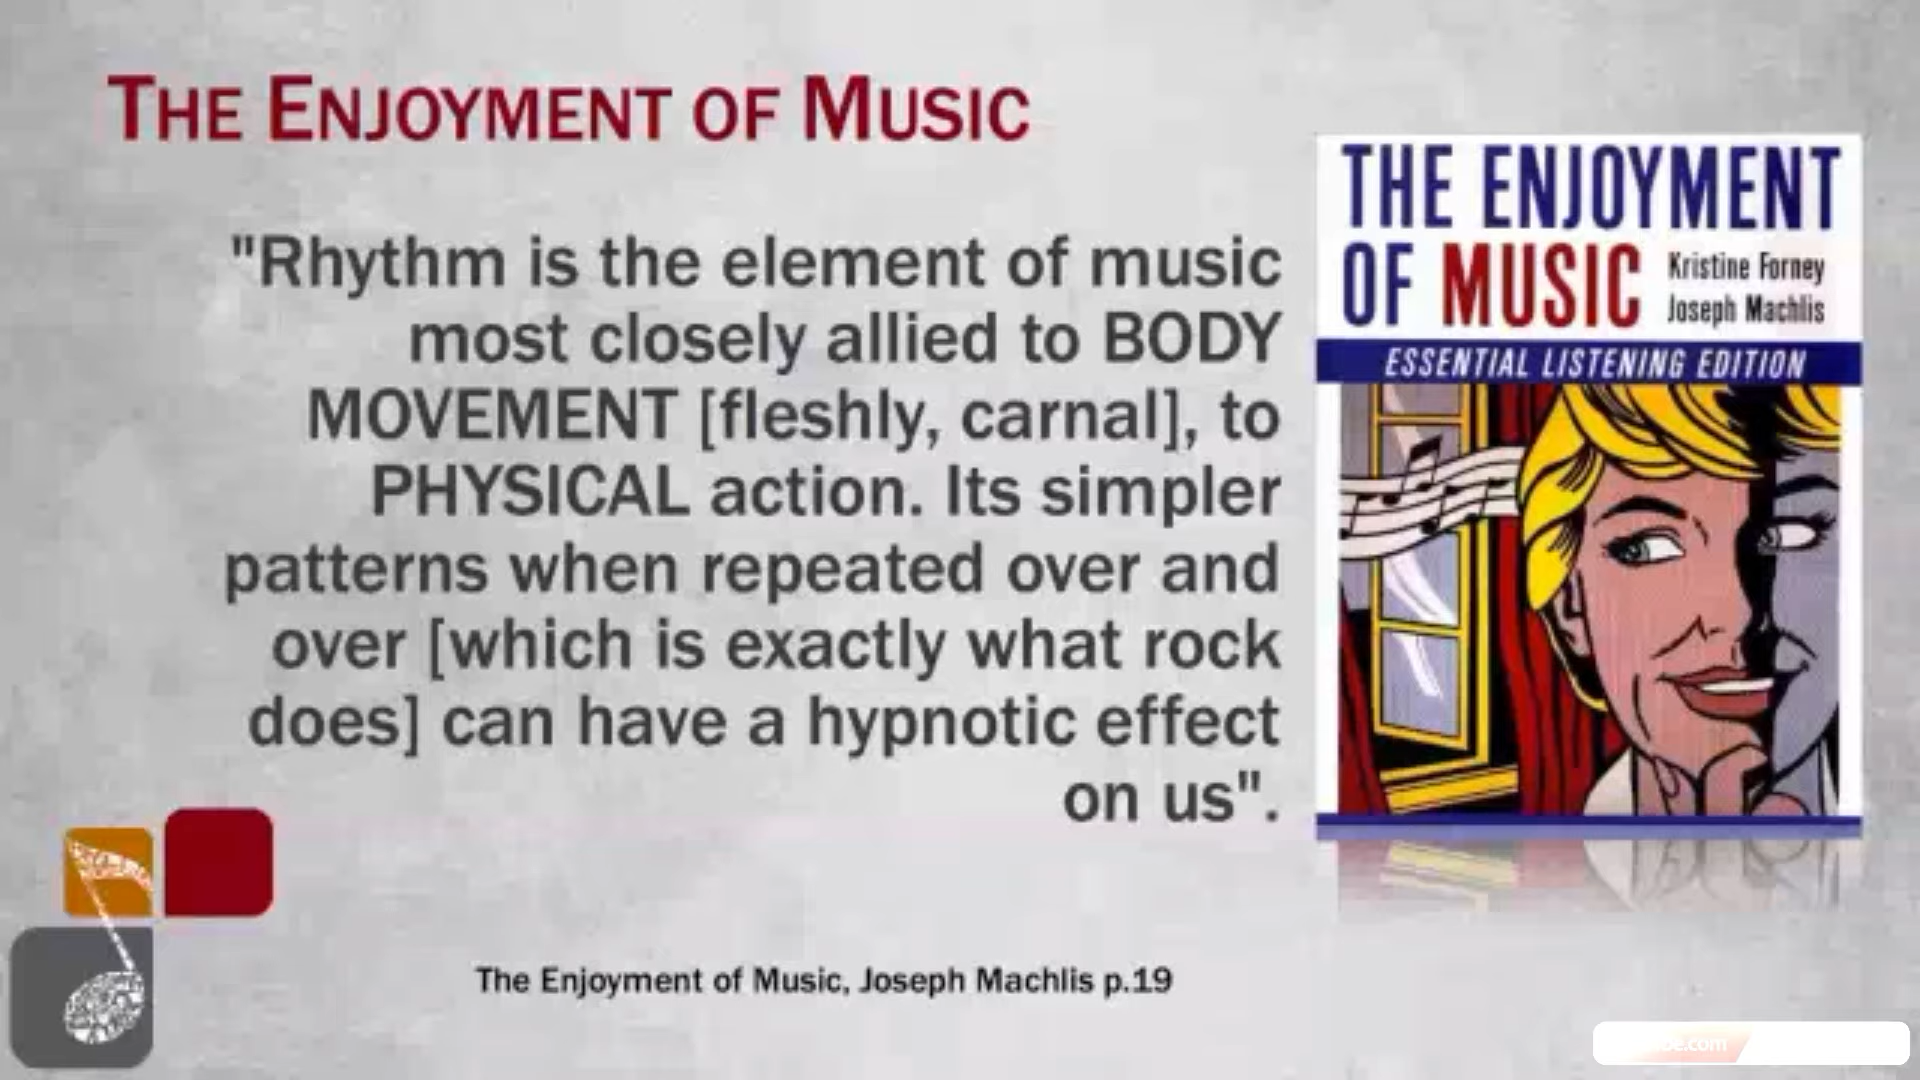 THE ENJOYMENT OF MUSIC
"Rhythm is the element of music
most closely allied to BODY
MOVEMENT [fleshly, carnal], to
PHYSICAL action. Its simpler
patterns when repeated over and
over [which is exactly what rock
does] can have a hypnotic effect
on us".
THE ENJOYMENT
OF MUSIC
Kristine Forney
Joseph Machlis
ESSENTIAL LISTENING EDITION
The Enjoyment of Music, Joseph Machlis p.19